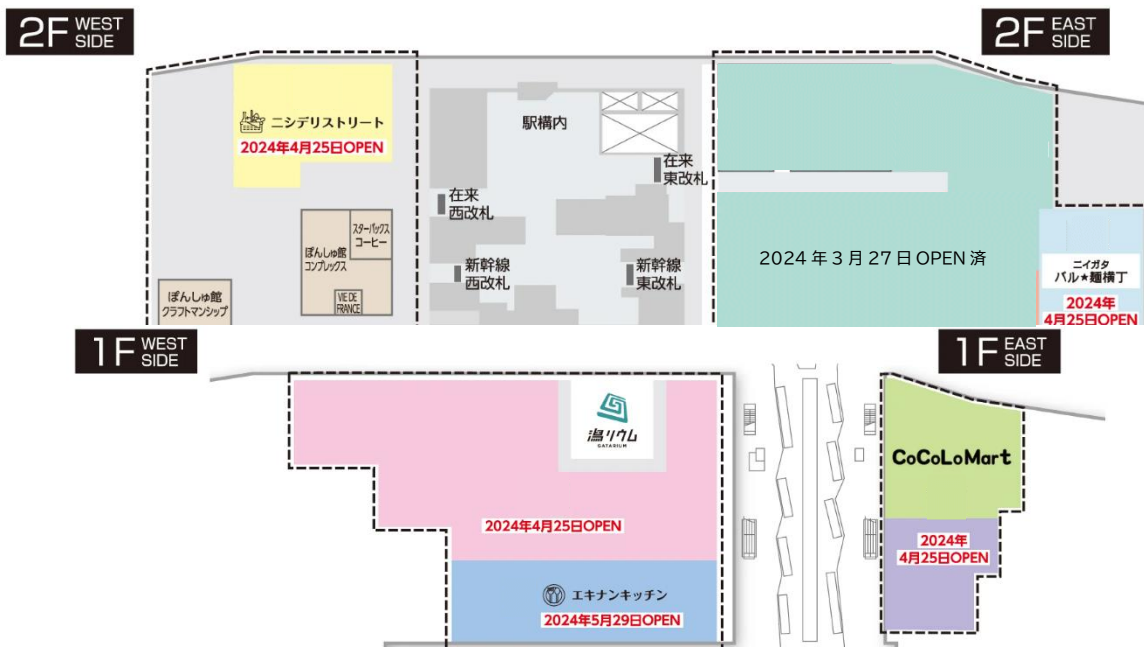 2F WEST SIDE
2F EAST SIDE
ニシデリストリート
2024年4月25日OPEN
駅構内
在来
東改札
在来
西改札
スターバックス
コーヒー
ぽんしゅ館
コンプレックス
新幹線
西改札
新幹線
東改札
2024年3月27日OPEN済
ニイガタ
バル★麺横丁
2024年
4月25日OPEN
ぽんしゅ館
クラフトマンシップ
VIE DE
FRANCE
1F WEST SIDE
1F EAST SIDE
潟リウム
GATARIUM
CoCoLoMart
2024年4月25日OPEN
2024年
4月25日OPEN
エキナンキッチン
2024年5月29日OPEN